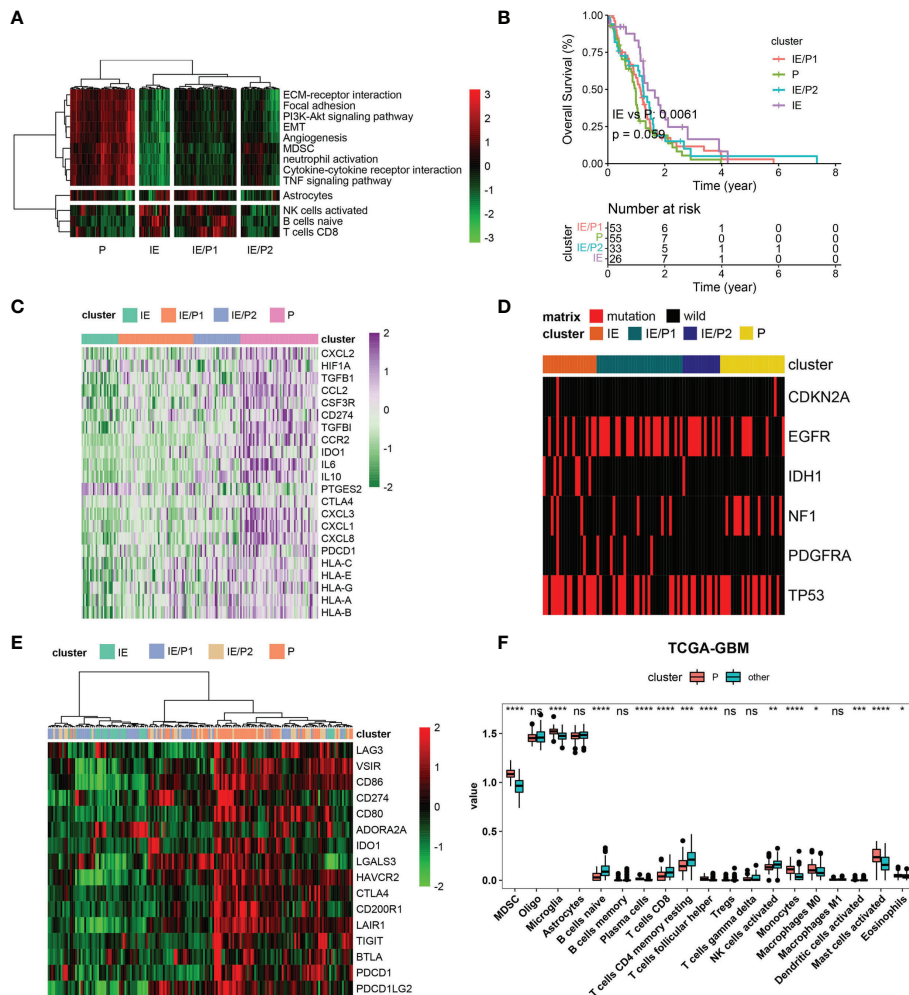 A
ECM-receptor interaction
Focal adhesion
PI3K-Akt signaling pathway
EMT
Angiogenesis
MDSC
neutrophil activation
Cytokine-cytokine receptor interaction
TNF signaling pathway
Astrocytes
NK cells activated
B cells naive
T cells CD8
P IE IE/P1 IE/P2
3
2
1
0
-1
-2
-3
B
Overall Survival (%)
1.00
0.75
0.50
0.25
0.00
IE vs P: 0.0061
p = 0.059
0 2 4 6 8
Time (year)
cluster
IE/P1
P
IE/P2
IE
Number at risk
cluster
IE/P1 53 6 1 0 0
P 55 7 0 0 0
IE/P2 33 5 1 1 0
IE 26 7 1 0 0
0 2 4 6 8
Time (year)
C
cluster IE IE/P1 IE/P2 P
cluster
CXCL2
HIF1A
TGFB1
CCL2
CSF3R
CD274
TGFBI
CCR2
IDO1
IL6
IL10
PTGES2
CTLA4
CXCL3
CXCL1
CXCL8
PDCD1
HLA-C
HLA-E
HLA-G
HLA-A
HLA-B
2
1
0
-1
-2
D
matrix mutation wild
cluster IE IE/P1 IE/P2 P
cluster
CDKN2A
EGFR
IDH1
NF1
PDGFRA
TP53
E
cluster IE IE/P1 IE/P2 P
cluster
LAG3
VSIR
CD86
CD274
CD80
ADORA2A
IDO1
LGALS3
HAVCR2
CTLA4
CD200R1
LAIR1
TIGIT
BTLA
PDCD1
PDCD1LG2
2
1
0
-1
-2
F
TCGA-GBM
cluster P other
**** ns **** ns **** ns **** **** *** **** ns ns ** **** * ns *** **** *
value
1.5
1.0
0.5
0.0
MDSC
Oligo
Microglia
Astrocytes
B cells naive
B cells memory
Plasma cells
T cells CD8
T cells CD4 memory resting
T cells follicular helper
Tregs
T cells gamma delta
NK cells activated
Monocytes
Macrophages M0
Macrophages M1
Dendritic cells activated
Mast cells activated
Eosinophils